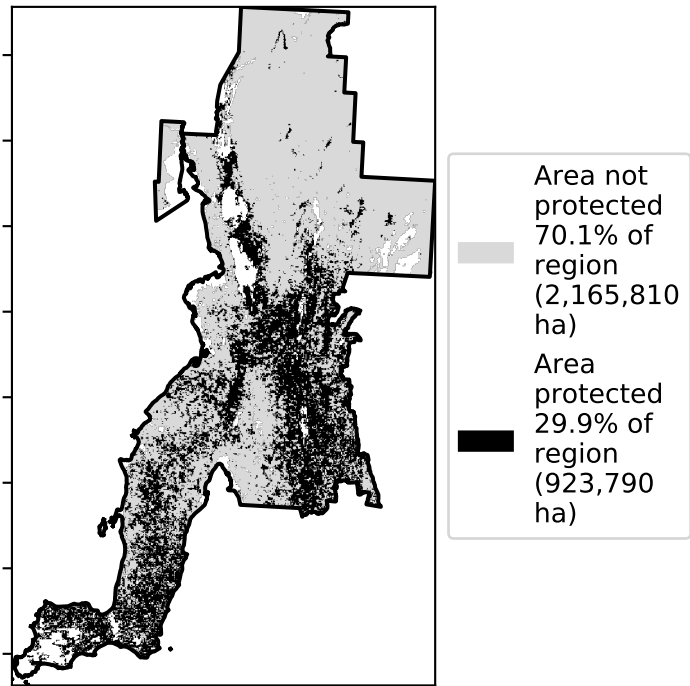 Area not
protected
70.1% of
region
(2,165,810
ha)
Area
protected
29.9% of
region
(923,790
ha)